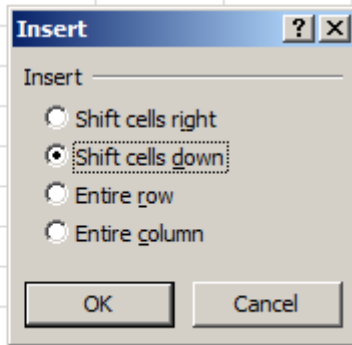 Insert
Insert
Shift cells right
Shift cells down
Entire row
Entire column
OK Cancel